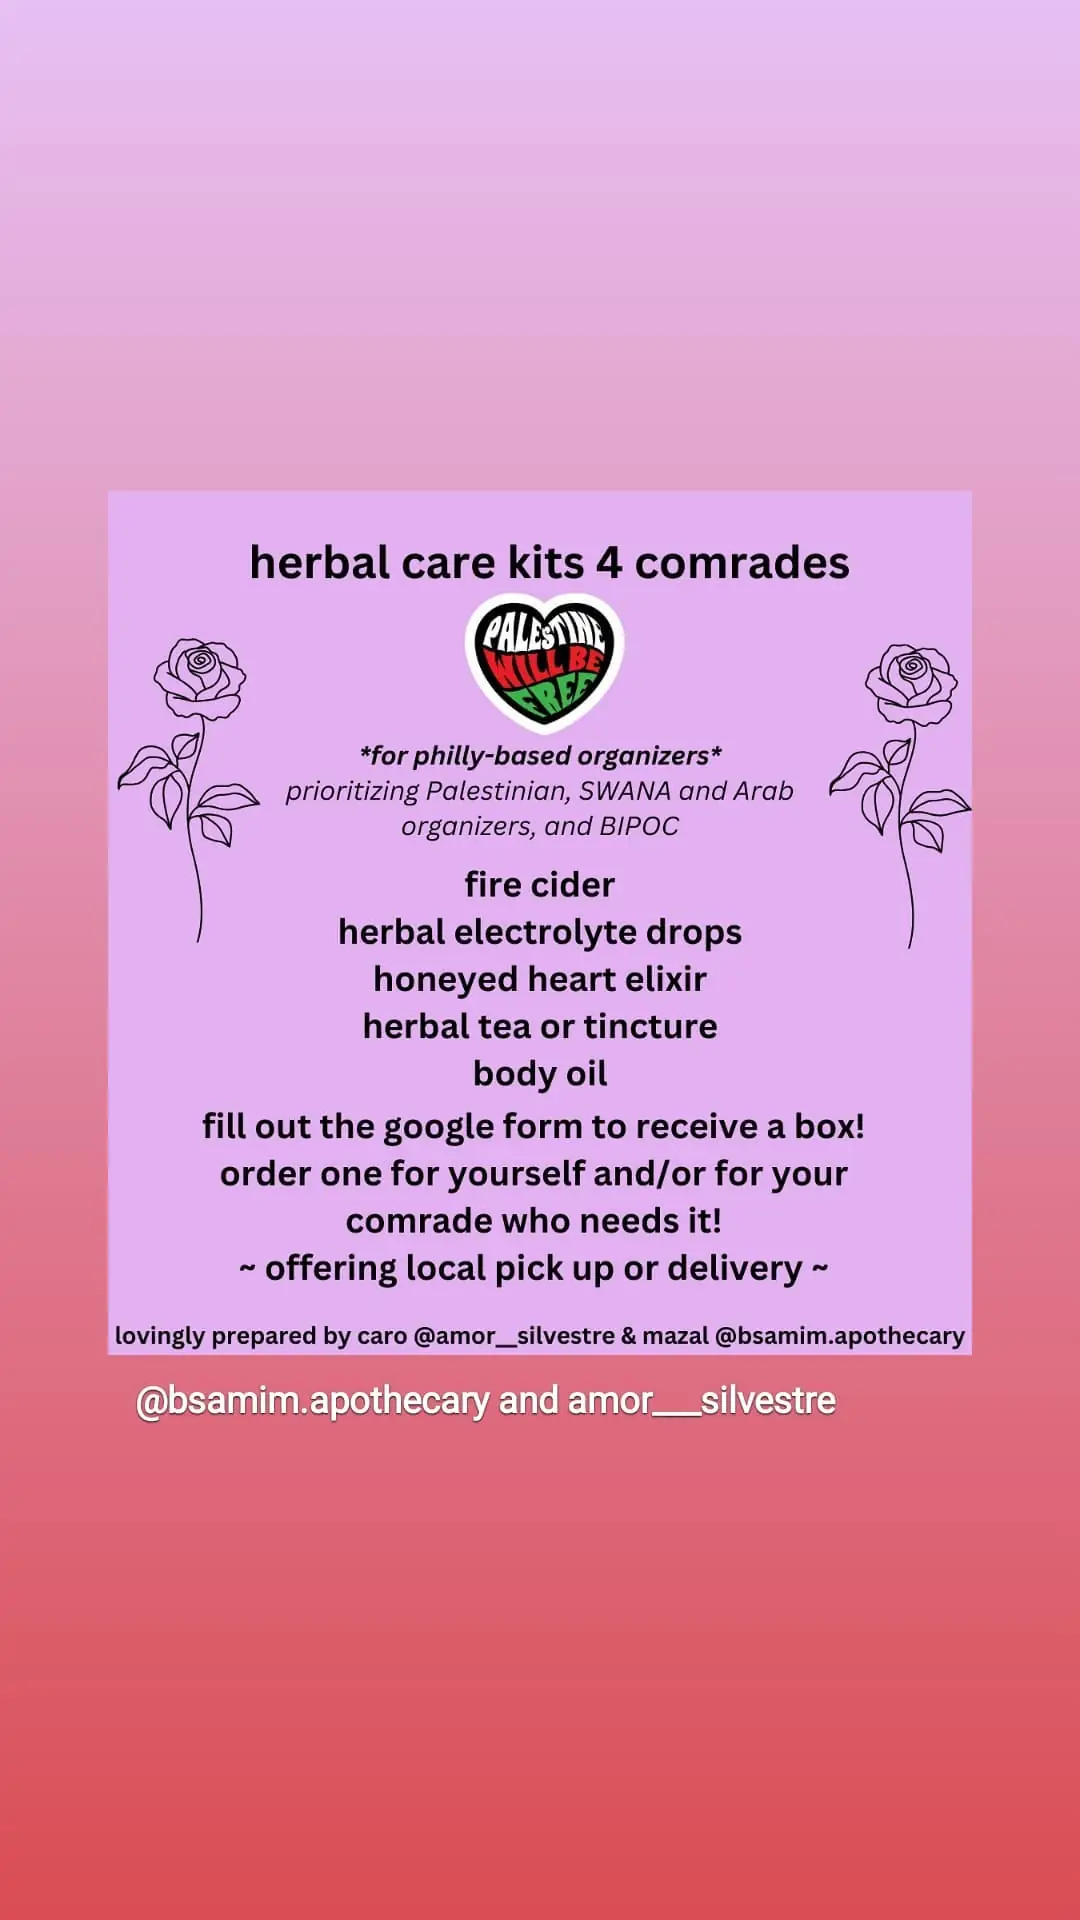 herbal care kits 4 comrades
PALESTINE
WILL BE
FREE
*for philly-based organizers*
prioritizing Palestinian, SWANA and Arab
organizers, and BIPOC
fire cider
herbal electrolyte drops
honeyed heart elixir
herbal tea or tincture
body oil
fill out the google form to receive a box!
order one for yourself and/or for your
comrade who needs it!
~ offering local pick up or delivery ~
lovingly prepared by caro @amor__silvestre & mazal @bsamim.apothecary
@bsamim.apothecary and amor___silvestre